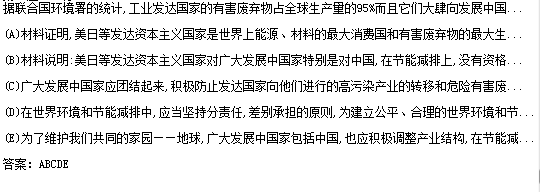 据联合国环境署的统计,工业发达国家的有害废弃物占全球生产量的95%而且它们大肆向发展中国...
(A)材料证明,美日等发达资本主义国家是世界上能源、材料的最大消费国和有害废弃物的最大生...
(B)材料说明:美日等发达资本主义国家对广大发展中国家特别是对中国,在节能减排上,没有资格...
(C)广大发展中国家应团结起来,积极防止发达国家向他们进行的高污染产业的转移和危险有害废...
(D)在世界环境和节能减排中,应当坚持分责任,差别承担的原则,为建立公平、合理的世界环境和节...
(E)为了维护我们共同的家园——地球,广大发展中国家包括中国,也应积极调整产业结构,在节能减...
答案: ABCDE